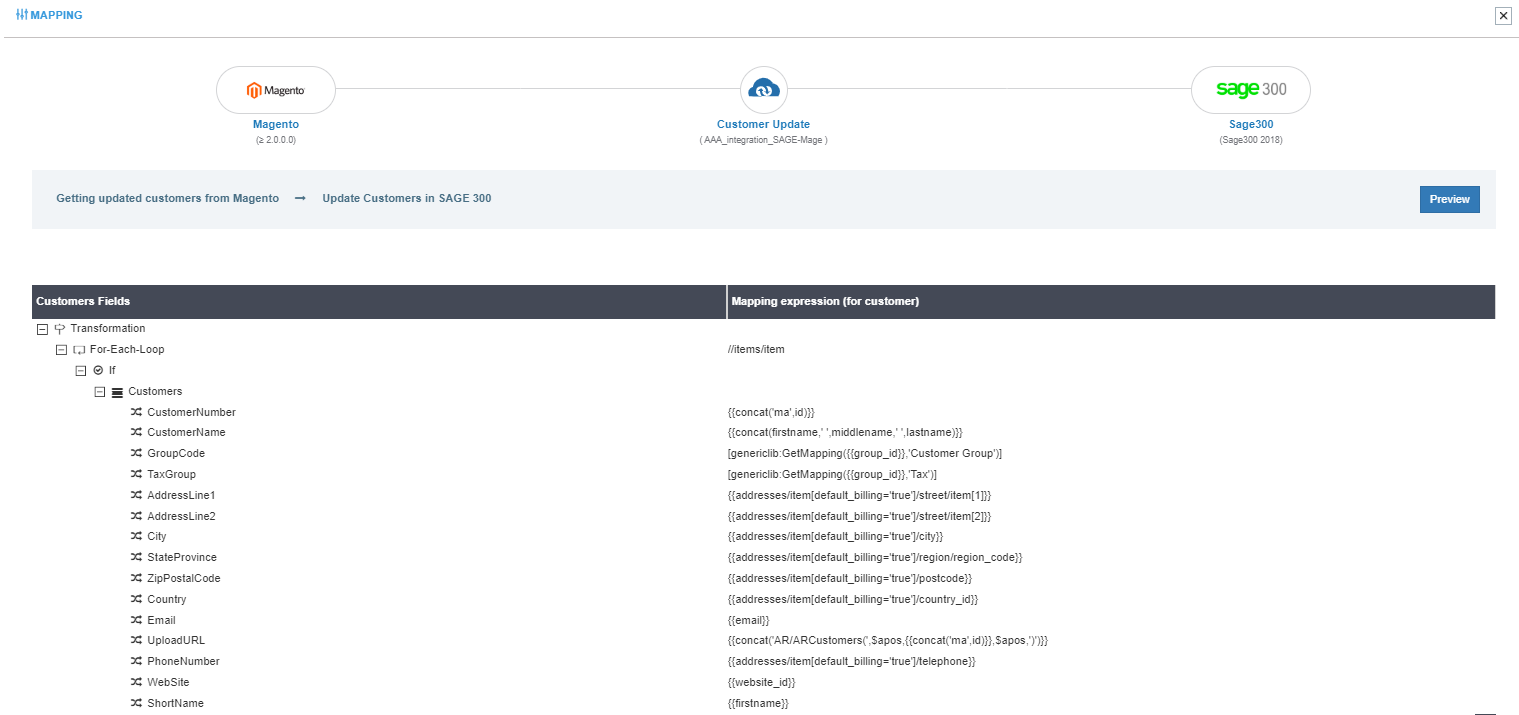 MAPPING
Magento
sage 300
Magento
Customer Update
Sage300
(≥ 2.0.0.0)
( AAA_integration_SAGE-Mage )
(Sage300 2018)
Getting updated customers from Magento → Update Customers in SAGE 300
Preview
Customers Fields Mapping expression (for customer)
Transformation
For-Each-Loop //items/item
If
Customers
CustomerNumber {{concat('ma',id)}}
CustomerName {{concat(firstname,' ',middlename,' ',lastname)}}
GroupCode [genericlib:GetMapping({{group_id}},'Customer Group')]
TaxGroup [genericlib:GetMapping({{group_id}},'Tax')]
AddressLine1 {{addresses/item[default_billing='true']/street/item[1]}}
AddressLine2 {{addresses/item[default_billing='true']/street/item[2]}}
City {{addresses/item[default_billing='true']/city}}
StateProvince {{addresses/item[default_billing='true']/region/region_code}}
ZipPostalCode {{addresses/item[default_billing='true']/postcode}}
Country {{addresses/item[default_billing='true']/country_id}}
Email {{email}}
UploadURL {{concat('AR/ARCustomers(',$apos,{{concat('ma',id)}},$apos,')')}}
PhoneNumber {{addresses/item[default_billing='true']/telephone}}
WebSite {{website_id}}
ShortName {{firstname}}